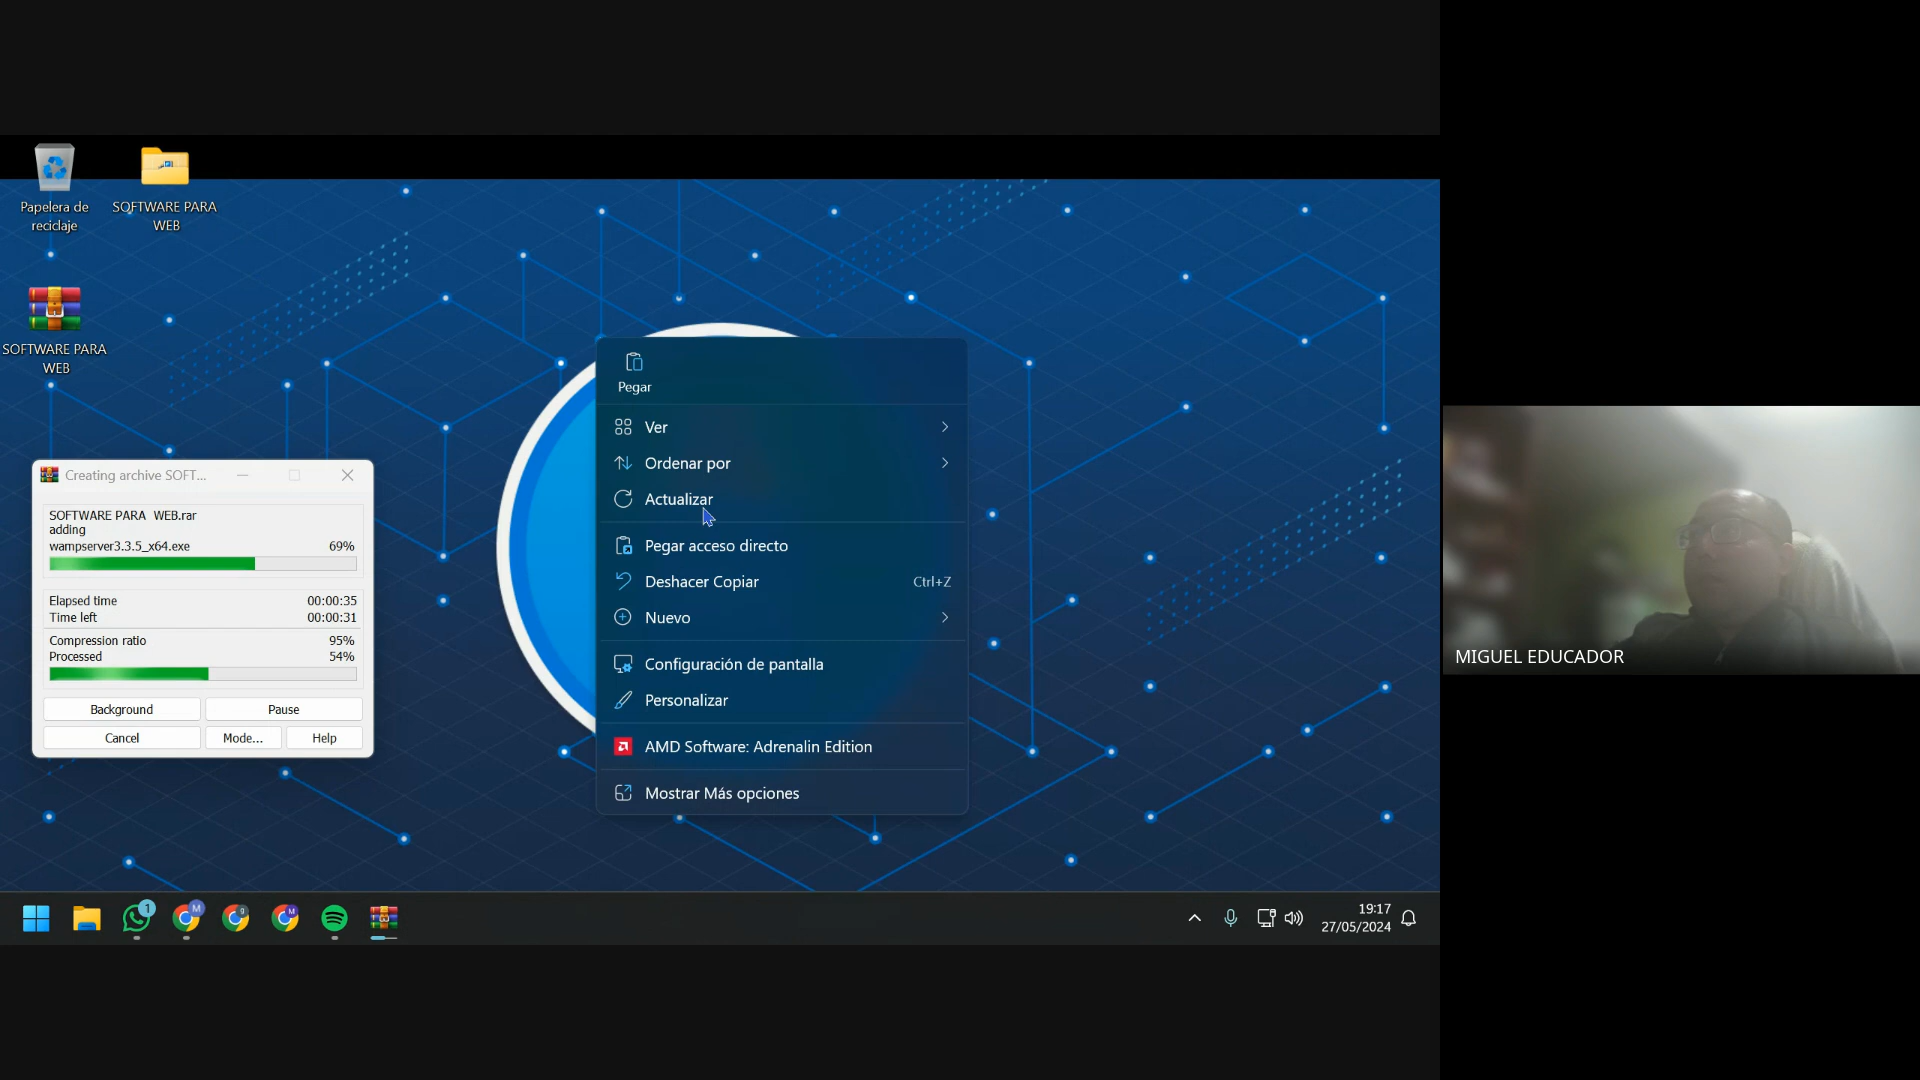 Papelera de
reciclaje
SOFTWARE PARA
WEB
SOFTWARE PARA
WEB
Creating archive SOFT...
SOFTWARE PARA WEB.rar
adding
wampserver3.3.5_x64.exe 69%
Elapsed time 00:00:35
Time left 00:00:31
Compression ratio 95%
Processed 54%
Background Pause
Cancel Mode... Help
Pegar
Ver
Ordenar por
Actualizar
Pegar acceso directo
Deshacer Copiar Ctrl+Z
Nuevo
Configuración de pantalla
Personalizar
AMD Software: Adrenalin Edition
Mostrar Más opciones
MIGUEL EDUCADOR
1
M
g
M
19:17
27/05/2024